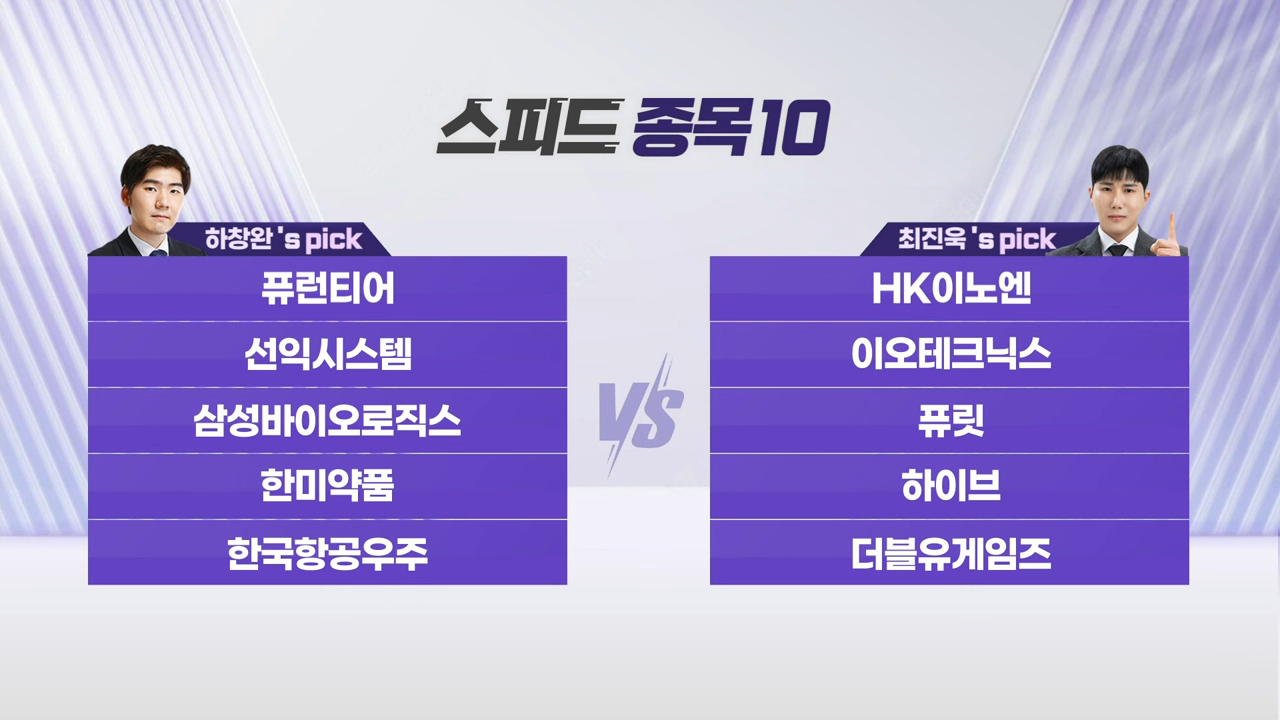 스피드 종목10
하창완's pick
퓨런티어
선익시스템
삼성바이오로직스
한미약품
한국항공우주
VS
최진욱's pick
HK이노엔
이오테크닉스
퓨릿
하이브
더블유게임즈